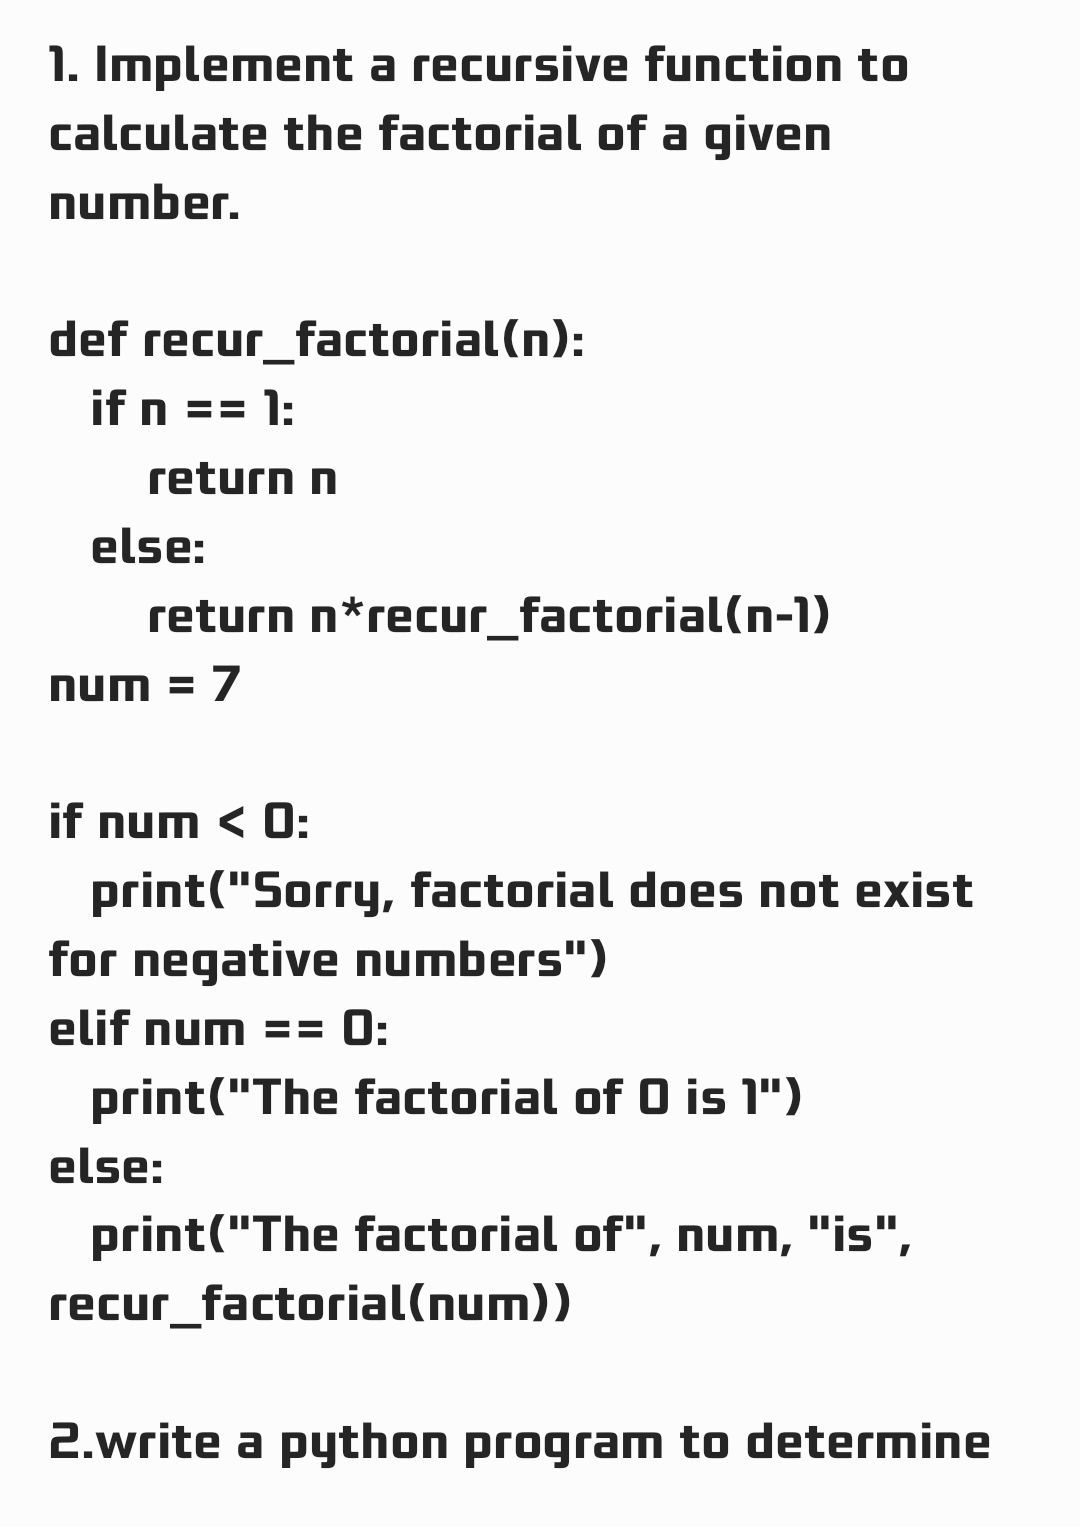 1. Implement a recursive function to
calculate the factorial of a given
number.

def recur_factorial(n):
   if n == 1:
       return n
   else:
       return n*recur_factorial(n-1)
num = 7

if num < 0:
   print("Sorry, factorial does not exist
for negative numbers")
elif num == 0:
   print("The factorial of 0 is 1")
else:
   print("The factorial of", num, "is",
recur_factorial(num))

2.write a python program to determine